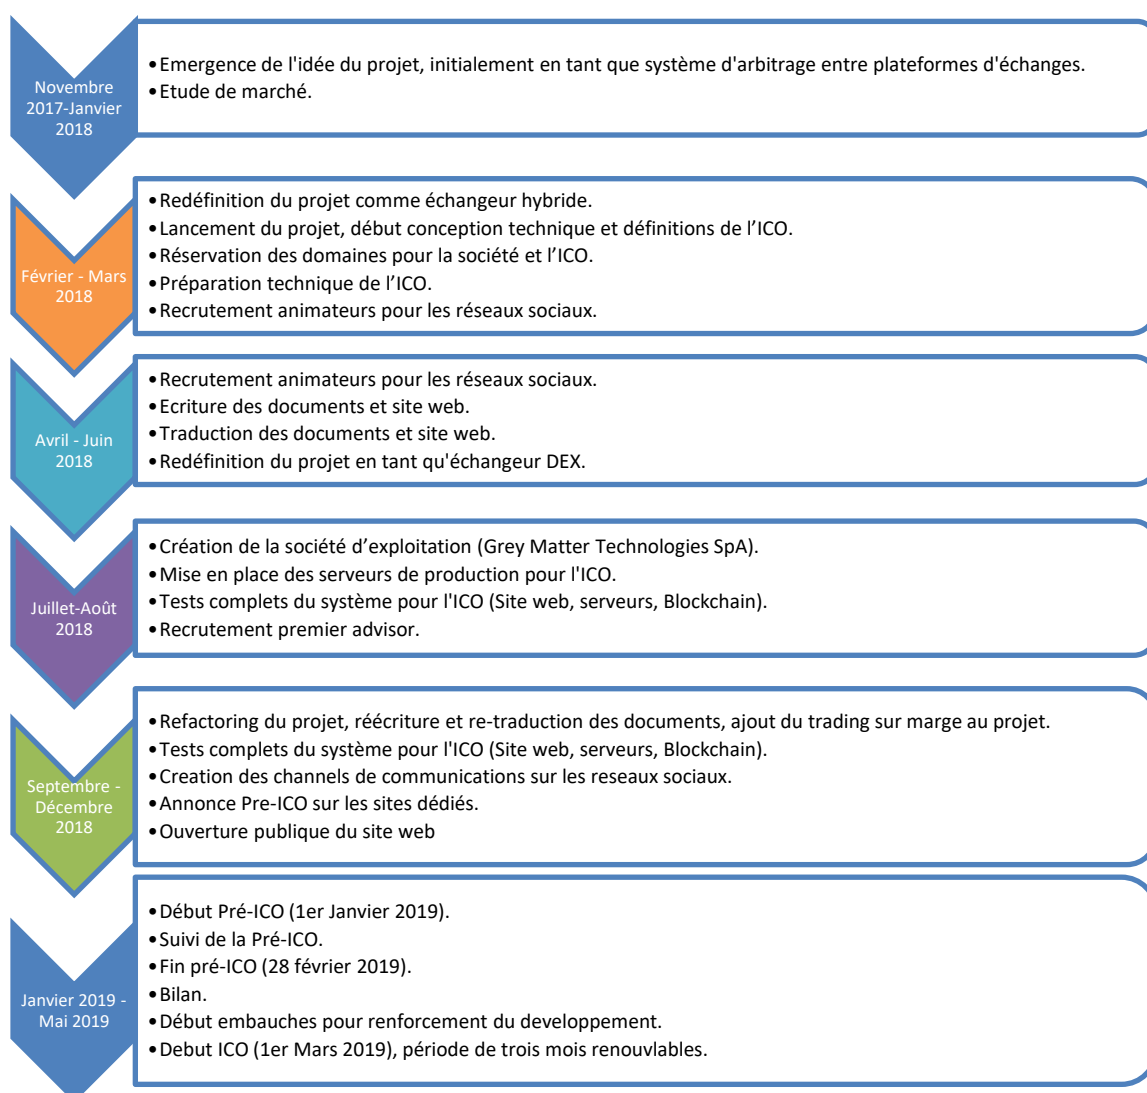 Novembre
2017-Janvier
2018
•Emergence de l'idée du projet, initialement en tant que système d'arbitrage entre plateformes d'échanges.
•Etude de marché.
Février - Mars
2018
•Redéfinition du projet comme échangeur hybride.
•Lancement du projet, début conception technique et définitions de l’ICO.
•Réservation des domaines pour la société et l’ICO.
•Préparation technique de l’ICO.
•Recrutement animateurs pour les réseaux sociaux.
Avril - Juin
2018
•Recrutement animateurs pour les réseaux sociaux.
•Ecriture des documents et site web.
•Traduction des documents et site web.
•Redéfinition du projet en tant qu'échangeur DEX.
Juillet-Août
2018
•Création de la société d’exploitation (Grey Matter Technologies SpA).
•Mise en place des serveurs de production pour l'ICO.
•Tests complets du système pour l'ICO (Site web, serveurs, Blockchain).
•Recrutement premier advisor.
Septembre -
Décembre
2018
•Refactoring du projet, réécriture et re-traduction des documents, ajout du trading sur marge au projet.
•Tests complets du système pour l'ICO (Site web, serveurs, Blockchain).
•Creation des channels de communications sur les reseaux sociaux.
•Annonce Pre-ICO sur les sites dédiés.
•Ouverture publique du site web
Janvier 2019 -
Mai 2019
•Début Pré-ICO (1er Janvier 2019).
•Suivi de la Pré-ICO.
•Fin pré-ICO (28 février 2019).
•Bilan.
•Début embauches pour renforcement du developpement.
•Debut ICO (1er Mars 2019), période de trois mois renouvlables.